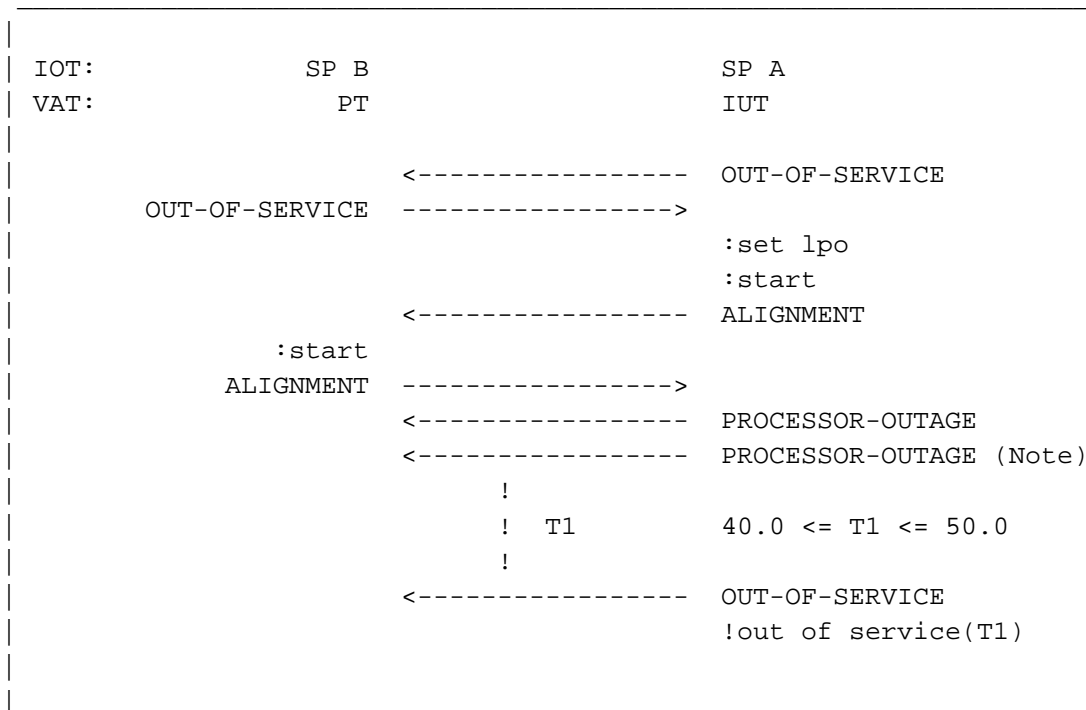 IOT: SP B SP A
VAT: PT IUT
<----------------- OUT-OF-SERVICE
OUT-OF-SERVICE ----------------->
:set lpo
:start
<----------------- ALIGNMENT
:start
ALIGNMENT ----------------->
<----------------- PROCESSOR-OUTAGE
<----------------- PROCESSOR-OUTAGE (Note)
!
! T1 40.0 <= T1 <= 50.0
!
<----------------- OUT-OF-SERVICE
!out of service(T1)